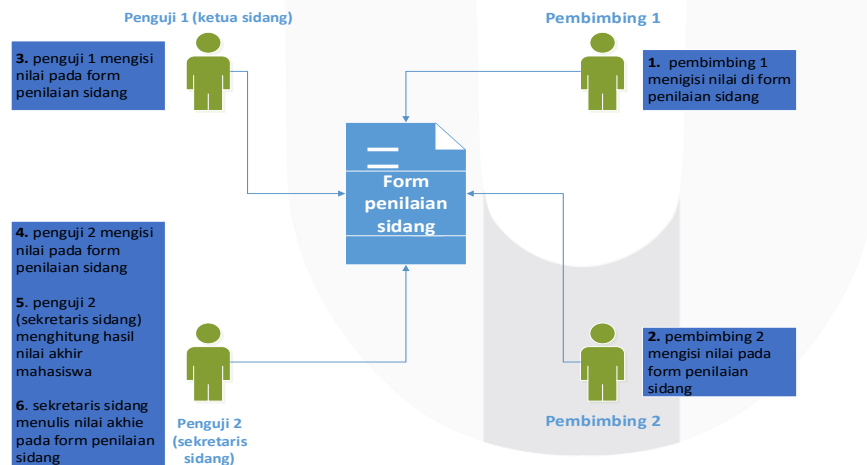 Penguji 1 (ketua sidang)
Pembimbing 1
3. penguji 1 mengisi
nilai pada form
penilaian sidang
1. pembimbing 1
menigisi nilai di form
penilaian sidang
Form
penilaian
sidang
4. penguji 2 mengisi
nilai pada form
penilaian sidang
5. penguji 2
(sekretaris sidang)
menghitung hasil
nilai akhir
mahasiswa
6. sekretaris sidang
menulis nilai akhie
pada form penilaian
sidang
2. pembimbing 2
mengisi nilai pada
form penilaian
sidang
Penguji 2
(sekretaris
sidang)
Pembimbing 2